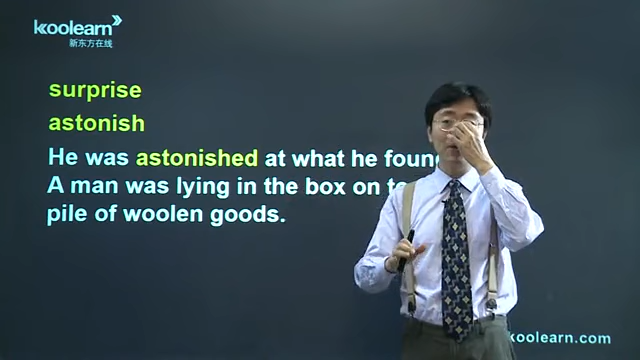 koolearn
新东方在线
surprise
astonish
He was astonished at what he found
A man was lying in the box on
pile of woolen goods.
koolearn.com